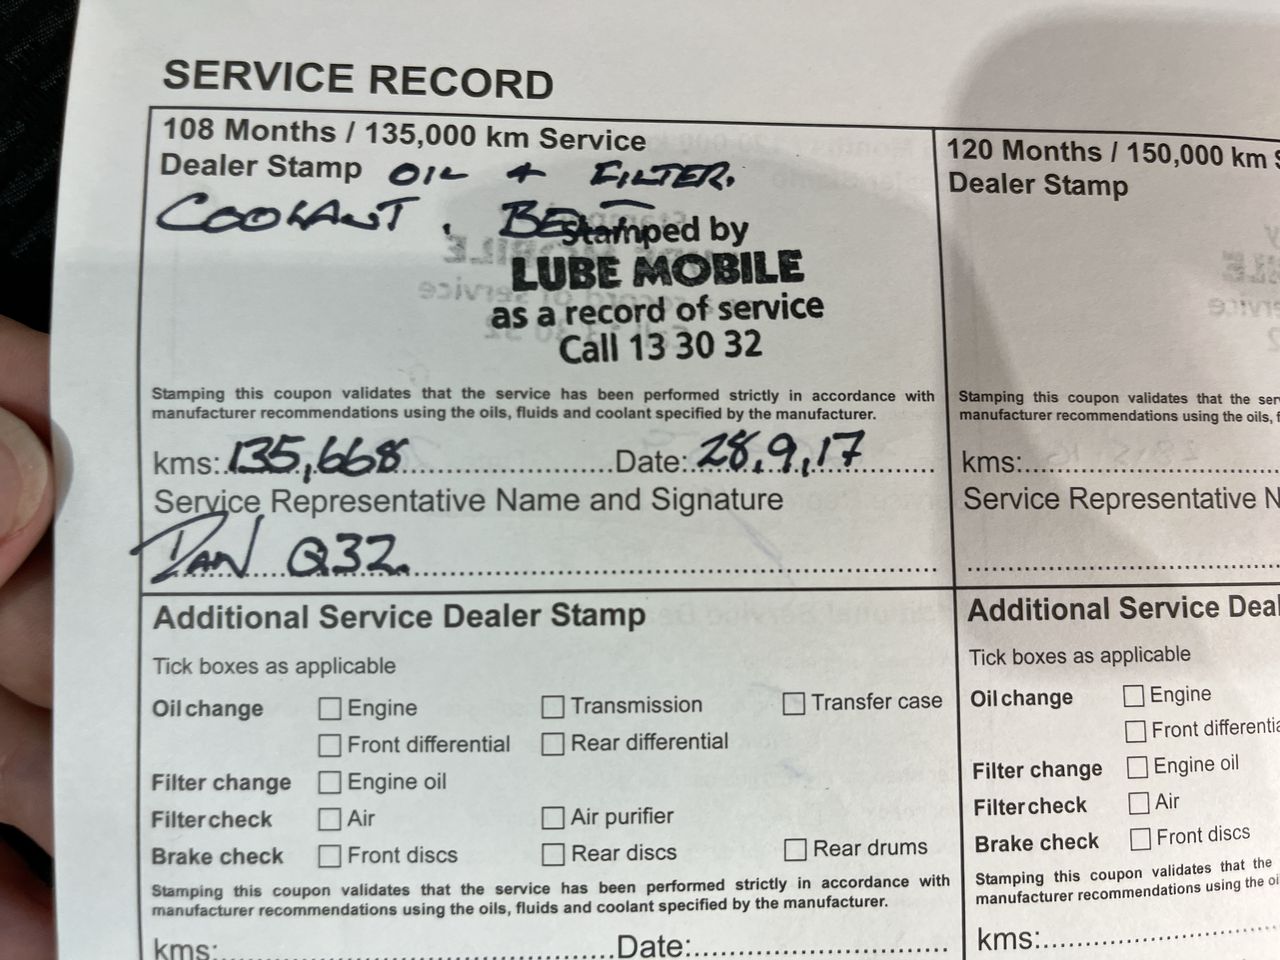 SERVICE RECORD
108 Months / 135,000 km Service
Dealer Stamp OIL + FILTER.
COOLANT.
Stamped by
LUBE MOBILE
as a record of service
Call 13 30 32
Stamping this coupon validates that the service has been performed strictly in accordance with
manufacturer recommendations using the oils, fluids and coolant specified by the manufacturer.
kms: 135,668 Date: 28,9,17
Service Representative Name and Signature
DAN Q32.
Additional Service Dealer Stamp
Tick boxes as applicable
Oil change Engine Transmission Transfer case
Front differential Rear differential
Filter change Engine oil
Filter check Air Air purifier
Brake check Front discs Rear discs Rear drums
Stamping this coupon validates that the service has been performed strictly in accordance with
manufacturer recommendations using the oils, fluids and coolant specified by the manufacturer.
kms: Date:
120 Months / 150,000 km S
Dealer Stamp
Stamping this coupon validates that the ser
manufacturer recommendations using the oils, f
kms:
Service Representative N
Additional Service Deal
Tick boxes as applicable
Oil change Engine
Front differentia
Filter change Engine oil
Filter check Air
Brake check Front discs
Stamping this coupon validates that the
manufacturer recommendations using the oi
kms: